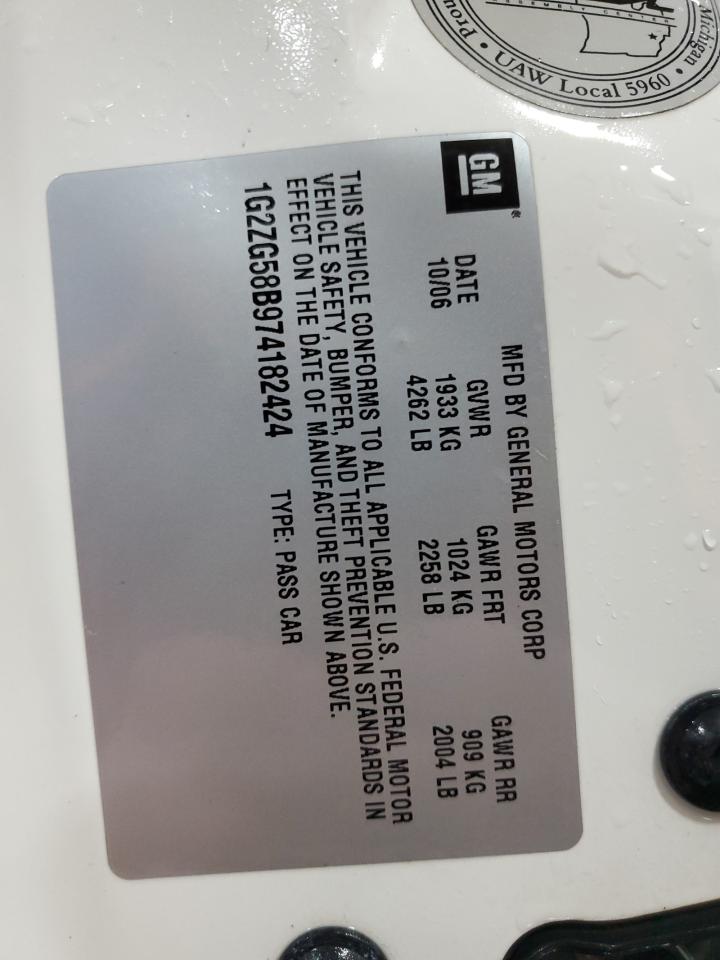 GM
®
MFD BY GENERAL MOTORS CORP
DATE GVWR GAWR FRT GAWR RR
10/06 1933 KG 1024 KG 909 KG
4262 LB 2258 LB 2004 LB
THIS VEHICLE CONFORMS TO ALL APPLICABLE U.S. FEDERAL MOTOR
VEHICLE SAFETY, BUMPER, AND THEFT PREVENTION STANDARDS IN
EFFECT ON THE DATE OF MANUFACTURE SHOWN ABOVE.
1G2ZG58B974182424 TYPE: PASS CAR
ASSEMBLY CENTER
• UAW Local 5960 •
Michigan